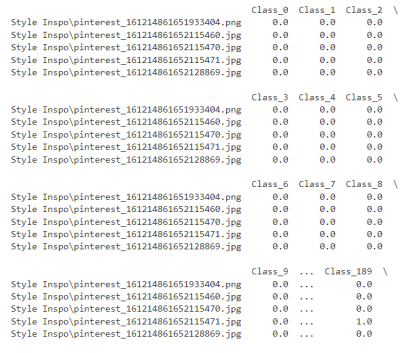 Class_0 Class_1 Class_2 \
Style Inspo\pinterest_161214861651933404.png 0.0 0.0 0.0
Style Inspo\pinterest_161214861652115460.jpg 0.0 0.0 0.0
Style Inspo\pinterest_161214861652115470.jpg 0.0 0.0 0.0
Style Inspo\pinterest_161214861652115471.jpg 0.0 0.0 0.0
Style Inspo\pinterest_161214861652128869.jpg 0.0 0.0 0.0
Class_3 Class_4 Class_5 \
Style Inspo\pinterest_161214861651933404.png 0.0 0.0 0.0
Style Inspo\pinterest_161214861652115460.jpg 0.0 0.0 0.0
Style Inspo\pinterest_161214861652115470.jpg 0.0 0.0 0.0
Style Inspo\pinterest_161214861652115471.jpg 0.0 0.0 0.0
Style Inspo\pinterest_161214861652128869.jpg 0.0 0.0 0.0
Class_6 Class_7 Class_8 \
Style Inspo\pinterest_161214861651933404.png 0.0 0.0 0.0
Style Inspo\pinterest_161214861652115460.jpg 0.0 0.0 0.0
Style Inspo\pinterest_161214861652115470.jpg 0.0 0.0 0.0
Style Inspo\pinterest_161214861652115471.jpg 0.0 0.0 0.0
Style Inspo\pinterest_161214861652128869.jpg 0.0 0.0 0.0
Class_9 ... Class_189 \
Style Inspo\pinterest_161214861651933404.png 0.0 ... 0.0
Style Inspo\pinterest_161214861652115460.jpg 0.0 ... 0.0
Style Inspo\pinterest_161214861652115470.jpg 0.0 ... 0.0
Style Inspo\pinterest_161214861652115471.jpg 0.0 ... 1.0
Style Inspo\pinterest_161214861652128869.jpg 0.0 ... 0.0